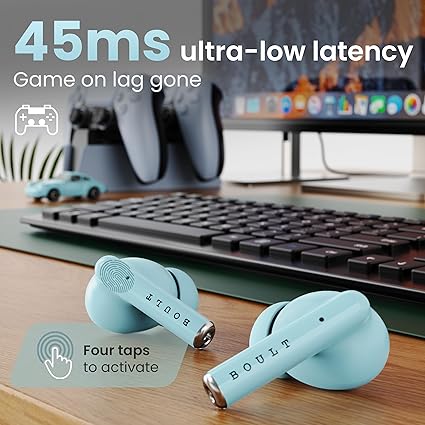 45ms ultra-low latency
Game on lag gone
BOULT
BOULT
Four taps
to activate